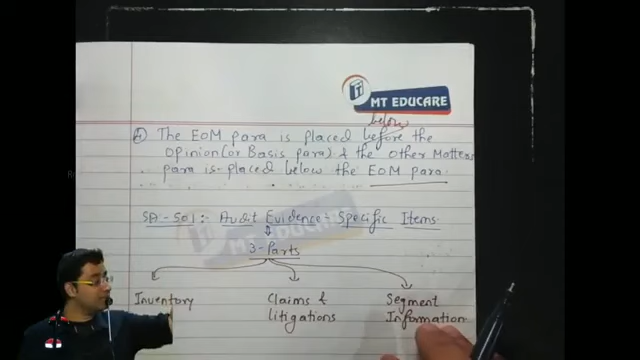 MT EDUCARE
below
4) The EOM para is placed before the
Opinion (or Basis para) & the Other Matters
para is placed below the EOM para.
SA-501:- Audit Evidence- Specific Items.
3-Parts
Inventory
Claims &
litigations
Segment
Information